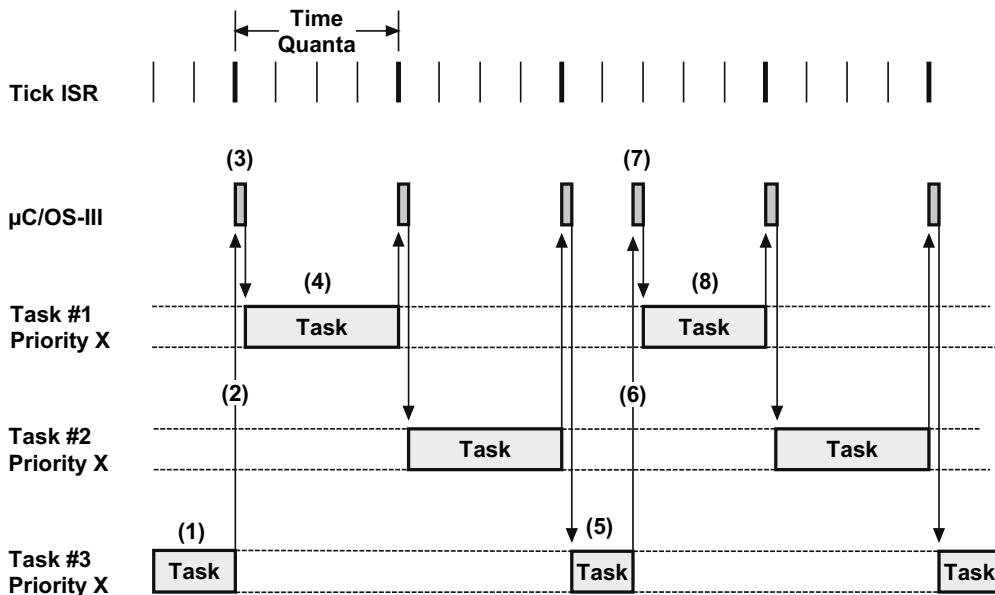 Time
Quanta
Tick ISR
(3)
(7)
µC/OS-III
(4)
(8)
Task #1
Priority X
Task
Task
(2)
(6)
Task #2
Priority X
Task
Task
(1)
(5)
Task #3
Priority X
Task
Task
Task